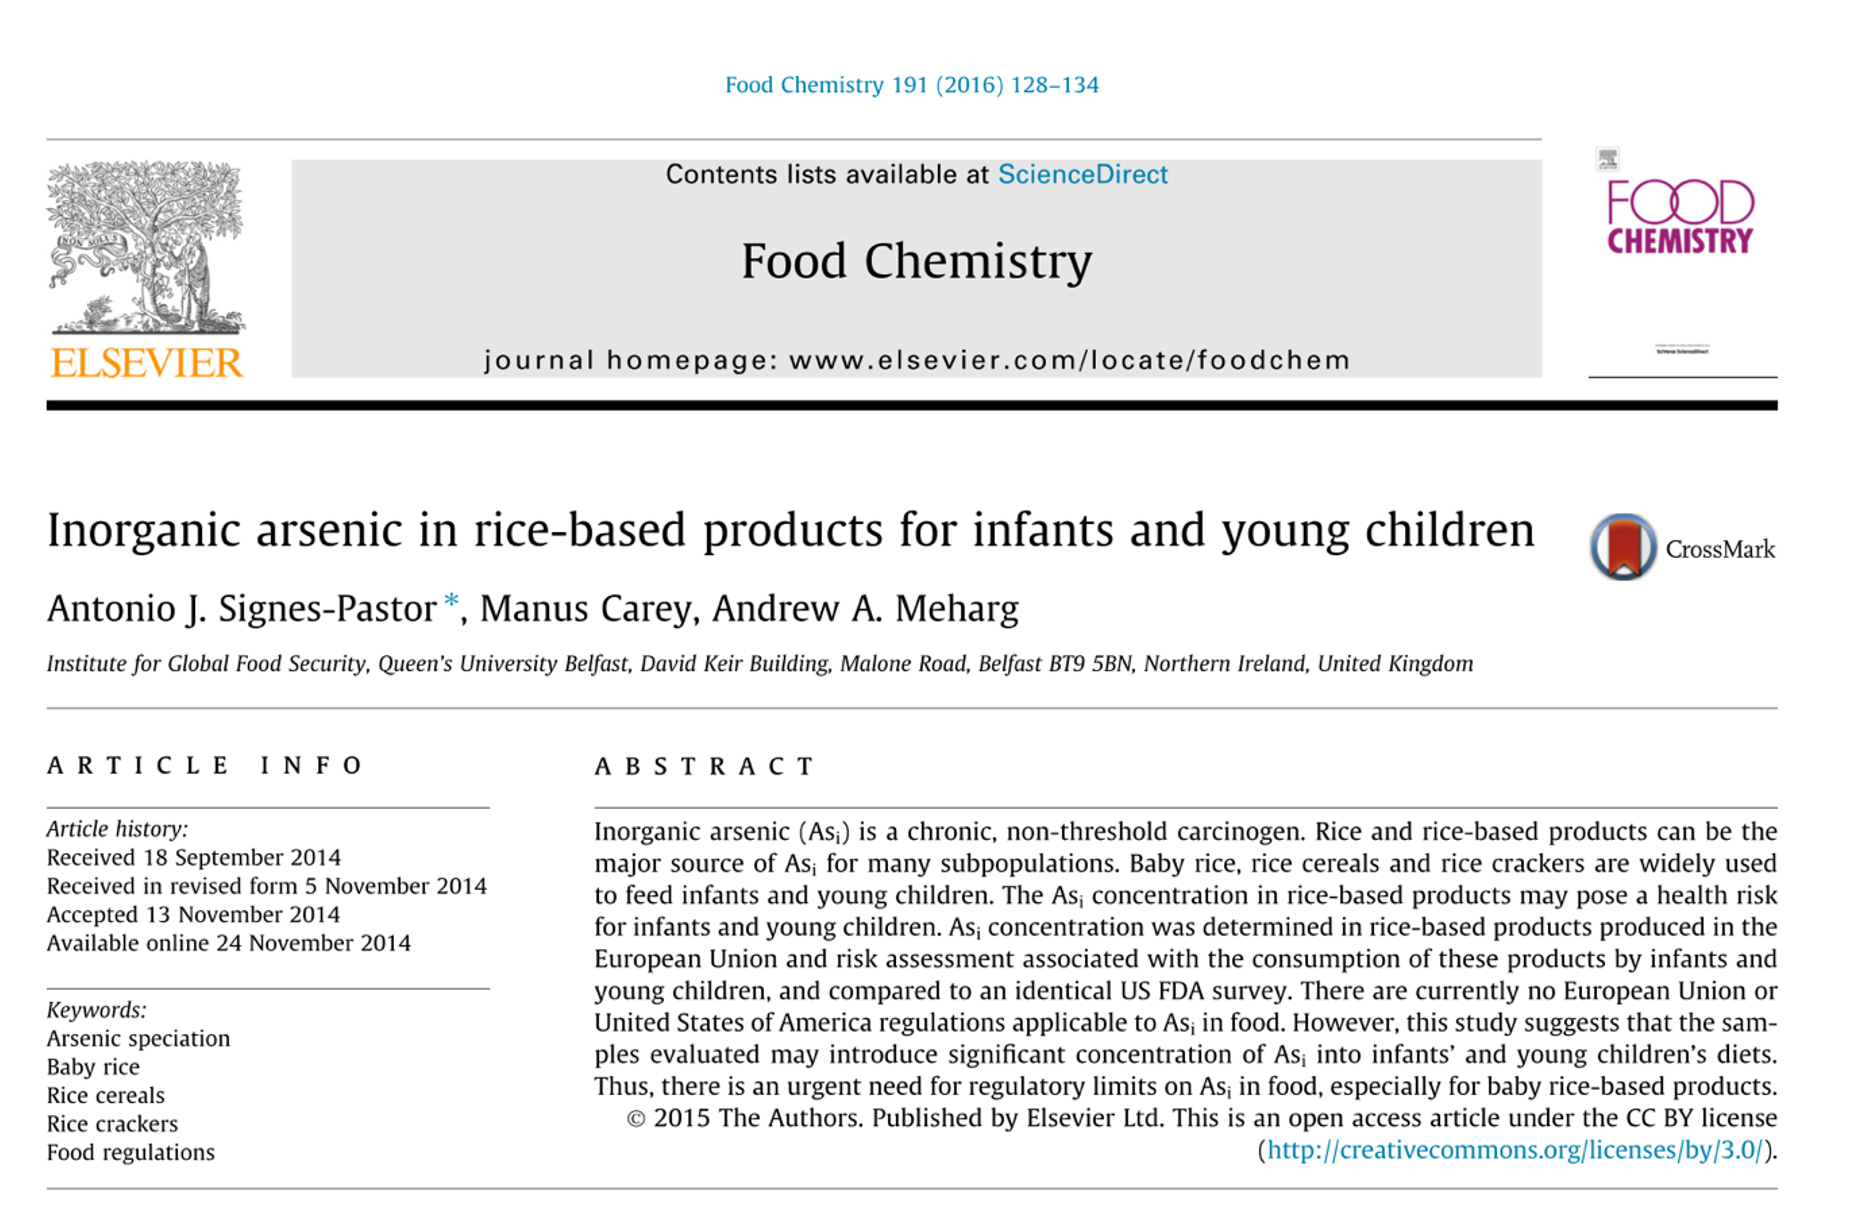 Food Chemistry 191 (2016) 128–134
Contents lists available at ScienceDirect
Food Chemistry
journal homepage: www.elsevier.com/locate/foodchem
NON SOLUS
ELSEVIER
FOOD
CHEMISTRY
SciVerse ScienceDirect
Inorganic arsenic in rice-based products for infants and young children
CrossMark
Antonio J. Signes-Pastor *, Manus Carey, Andrew A. Meharg
Institute for Global Food Security, Queen's University Belfast, David Keir Building, Malone Road, Belfast BT9 5BN, Northern Ireland, United Kingdom
ARTICLE INFO
Article history:
Received 18 September 2014
Received in revised form 5 November 2014
Accepted 13 November 2014
Available online 24 November 2014
Keywords:
Arsenic speciation
Baby rice
Rice cereals
Rice crackers
Food regulations
ABSTRACT
Inorganic arsenic (Asi) is a chronic, non-threshold carcinogen. Rice and rice-based products can be the
major source of Asi for many subpopulations. Baby rice, rice cereals and rice crackers are widely used
to feed infants and young children. The Asi concentration in rice-based products may pose a health risk
for infants and young children. Asi concentration was determined in rice-based products produced in the
European Union and risk assessment associated with the consumption of these products by infants and
young children, and compared to an identical US FDA survey. There are currently no European Union or
United States of America regulations applicable to Asi in food. However, this study suggests that the sam-
ples evaluated may introduce significant concentration of Asi into infants' and young children's diets.
Thus, there is an urgent need for regulatory limits on Asi in food, especially for baby rice-based products.
© 2015 The Authors. Published by Elsevier Ltd. This is an open access article under the CC BY license
(http://creativecommons.org/licenses/by/3.0/).